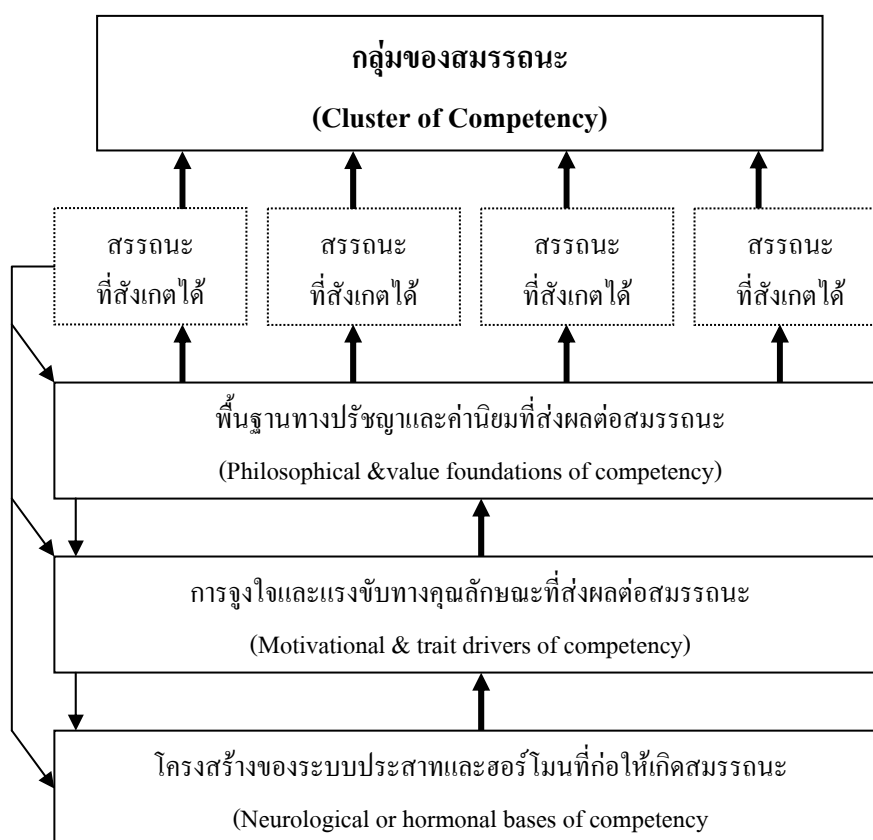 กลุ่มของสมรรถนะ
(Cluster of Competency)
สรรถนะ
ที่สังเกตได้
สรรถนะ
ที่สังเกตได้
สรรถนะ
ที่สังเกตได้
สรรถนะ
ที่สังเกตได้
พื้นฐานทางปรัชญาและค่านิยมที่ส่งผลต่อสมรรถนะ
(Philosophical &value foundations of competency)
การจูงใจและแรงขับทางคุณลักษณะที่ส่งผลต่อสมรรถนะ
(Motivational & trait drivers of competency)
โครงสร้างของระบบประสาทและฮอร์โมนที่ก่อให้เกิดสมรรถนะ
(Neurological or hormonal bases of competency